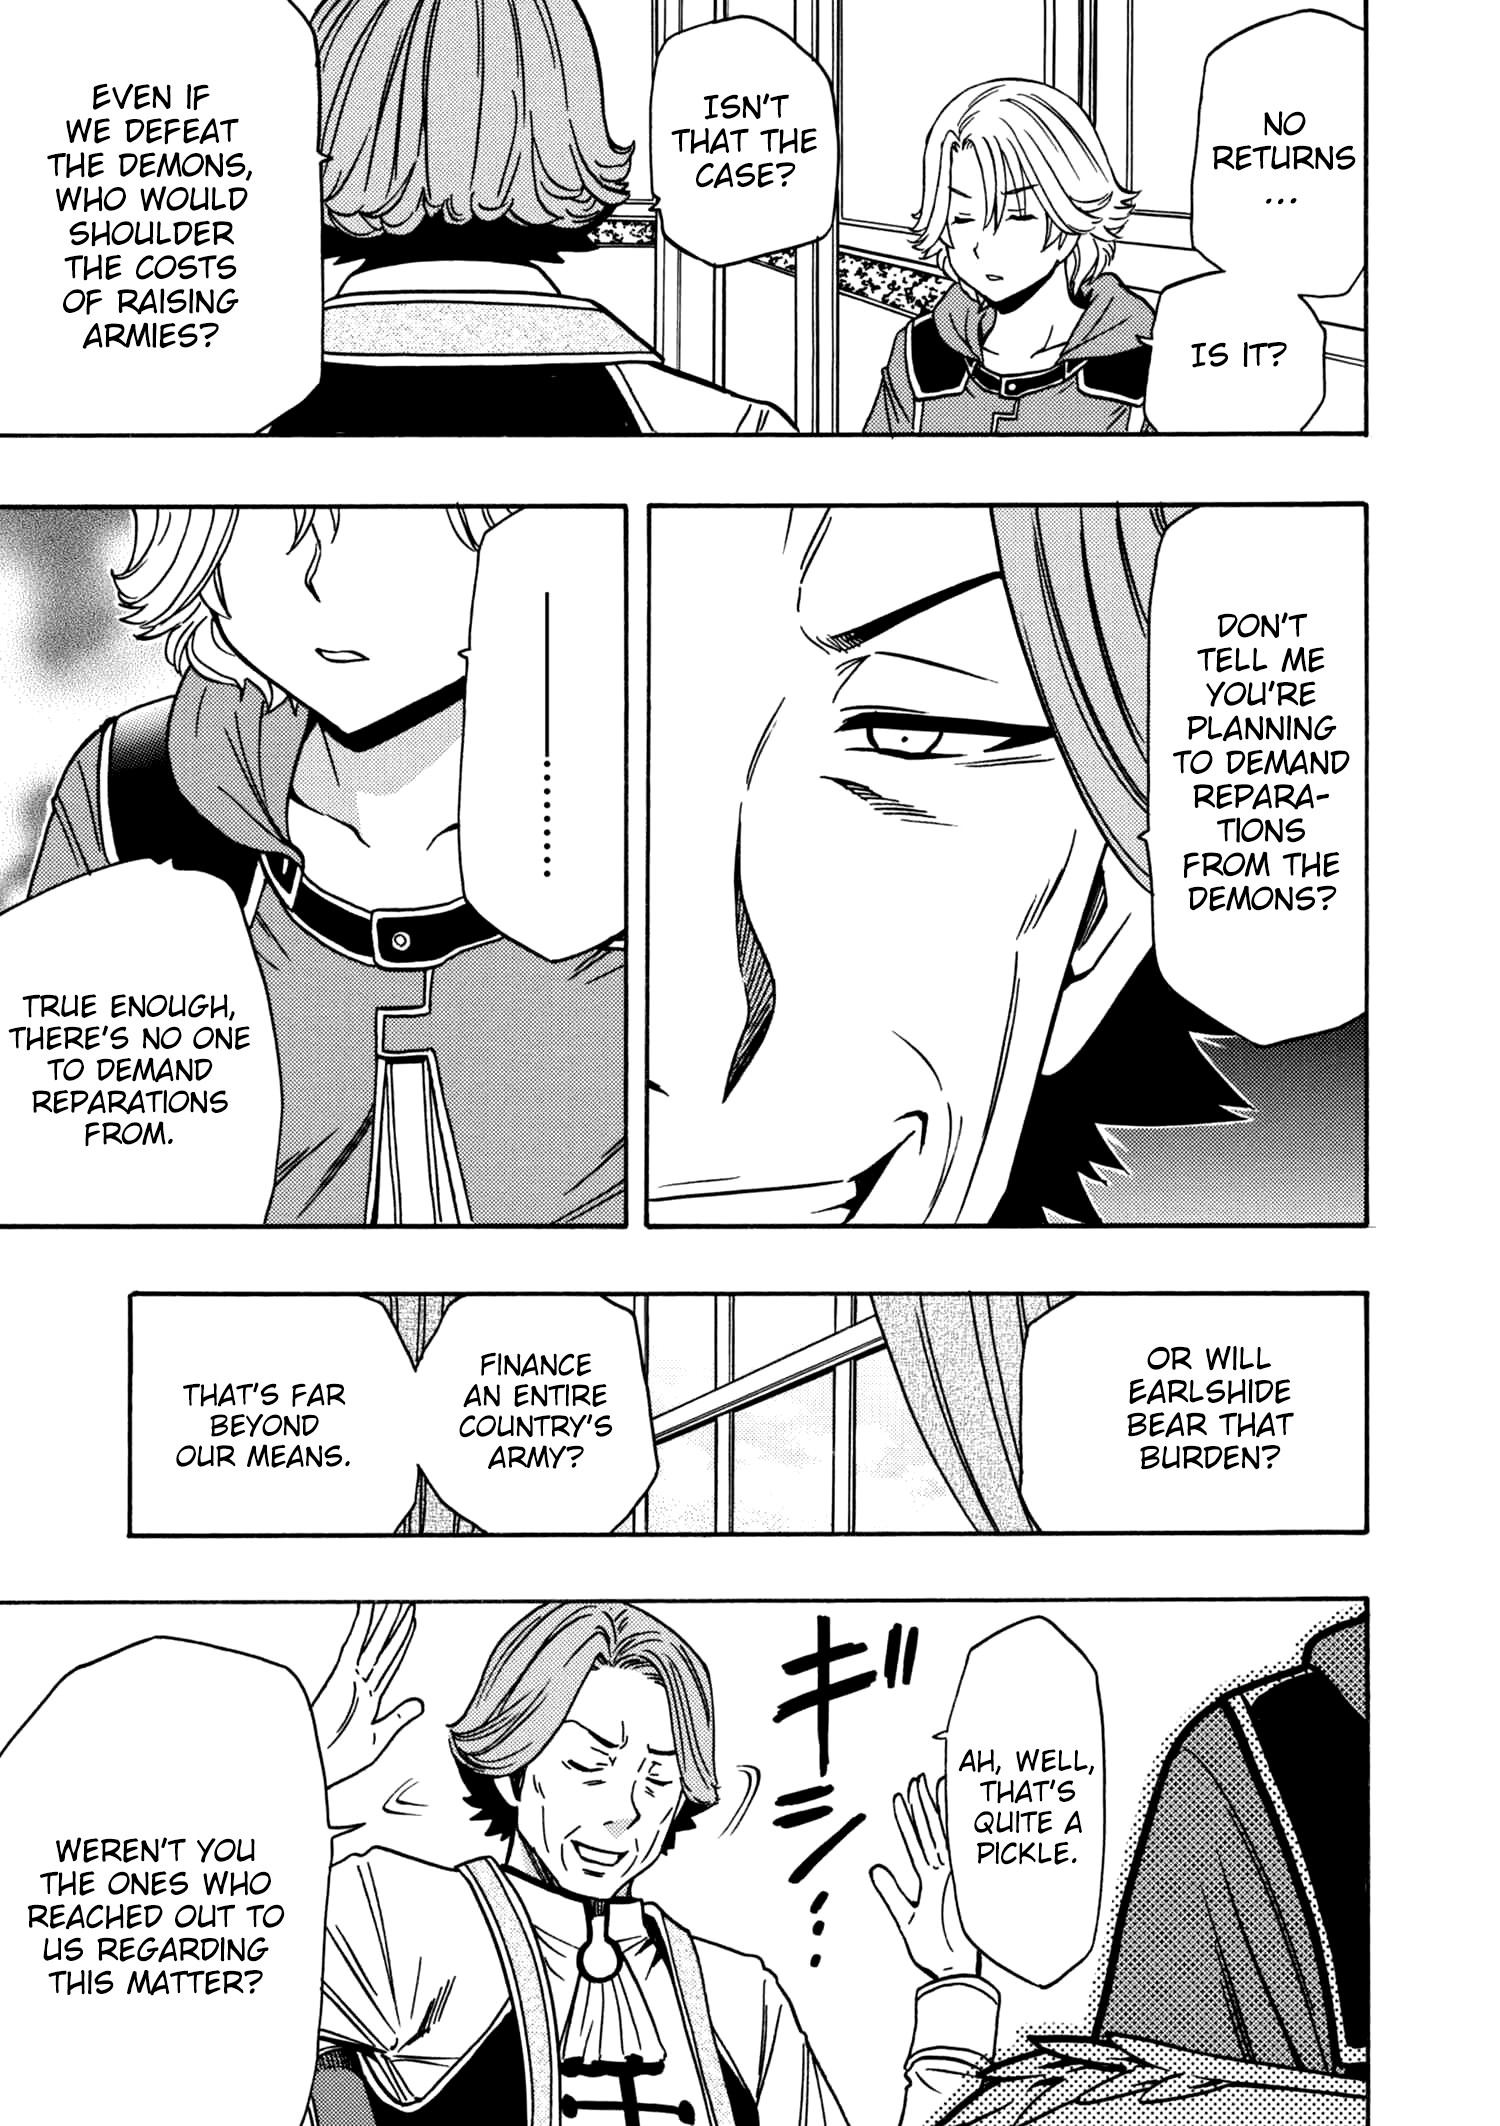 NO
RETURNS
...
IS IT?
ISN'T
THAT THE
CASE?
EVEN IF
WE DEFEAT
THE DEMONS,
WHO WOULD
SHOULDER
THE COSTS
OF RAISING
ARMIES?
DON'T
TELL ME
YOU'RE
PLANNING
TO DEMAND
REPARA-
TIONS
FROM THE
DEMONS?
―........
TRUE ENOUGH,
THERE'S NO ONE
TO DEMAND
REPARATIONS
FROM.
OR WILL
EARLSHIDE
BEAR THAT
BURDEN?
FINANCE
AN ENTIRE
COUNTRY'S
ARMY?
THAT'S FAR
BEYOND
OUR MEANS.
AH, WELL,
THAT'S
QUITE A
PICKLE.
ギシ…
WEREN'T YOU
THE ONES WHO
REACHED OUT TO
US REGARDING
THIS MATTER?